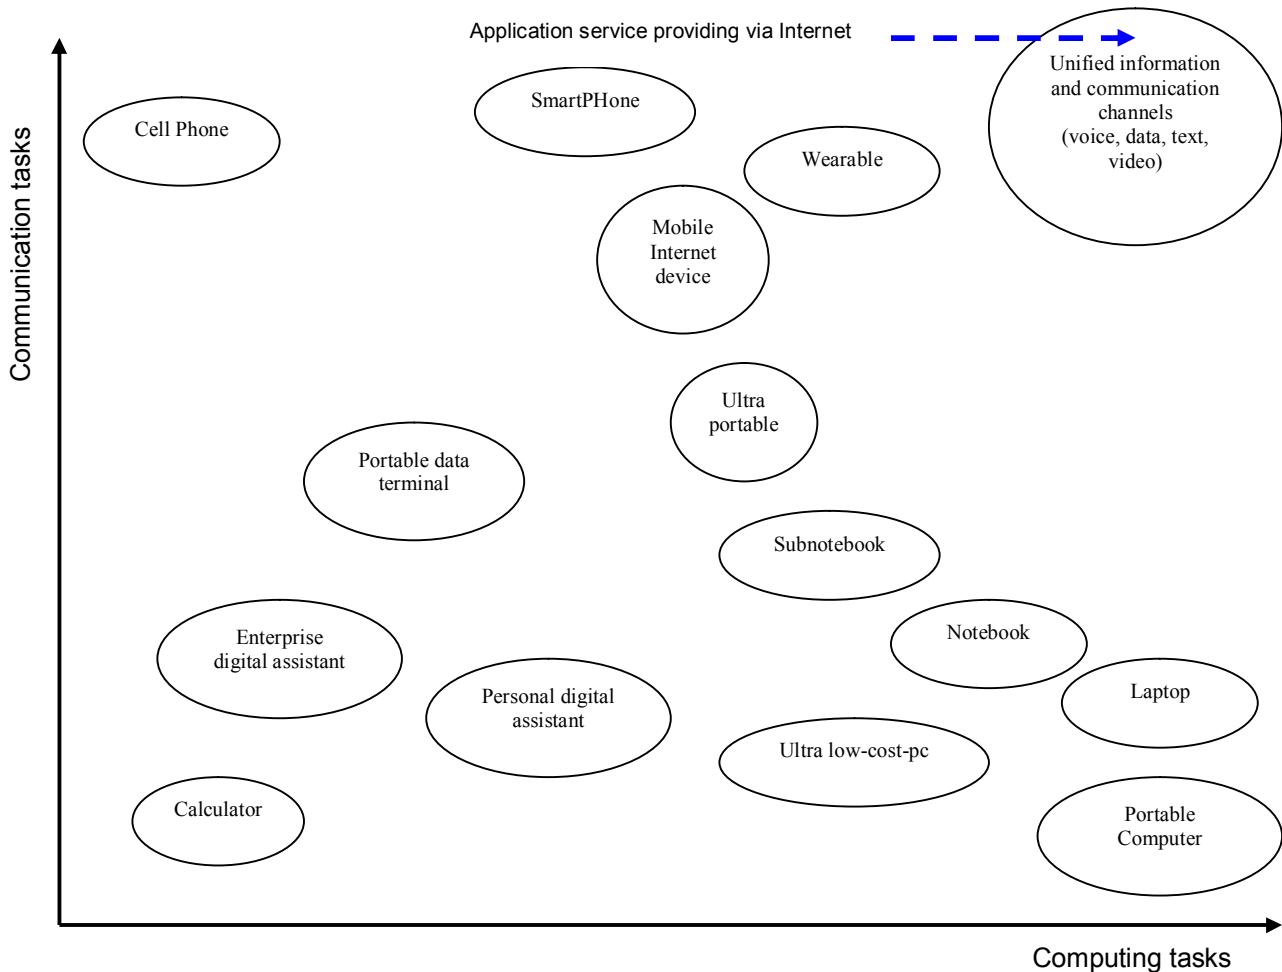 Application service providing via Internet
Unified information
and communication
channels
(voice, data, text,
video)
SmartPHone
Cell Phone
Wearable
Communication tasks
Mobile
Internet
device
Ultra
portable
Portable data
terminal
Subnotebook
Enterprise
digital assistant
Notebook
Personal digital
assistant
Laptop
Ultra low-cost-pc
Calculator
Portable
Computer
Computing tasks